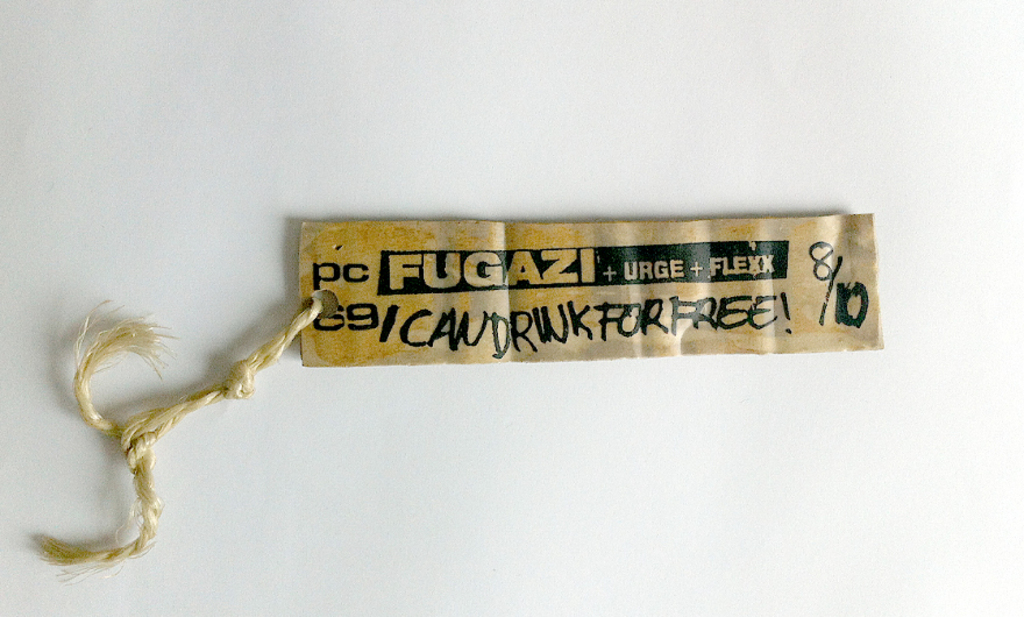 pc FUGAZI + URGE + FLEXX 8/10
69 I CAN DRINK FOR FREE!